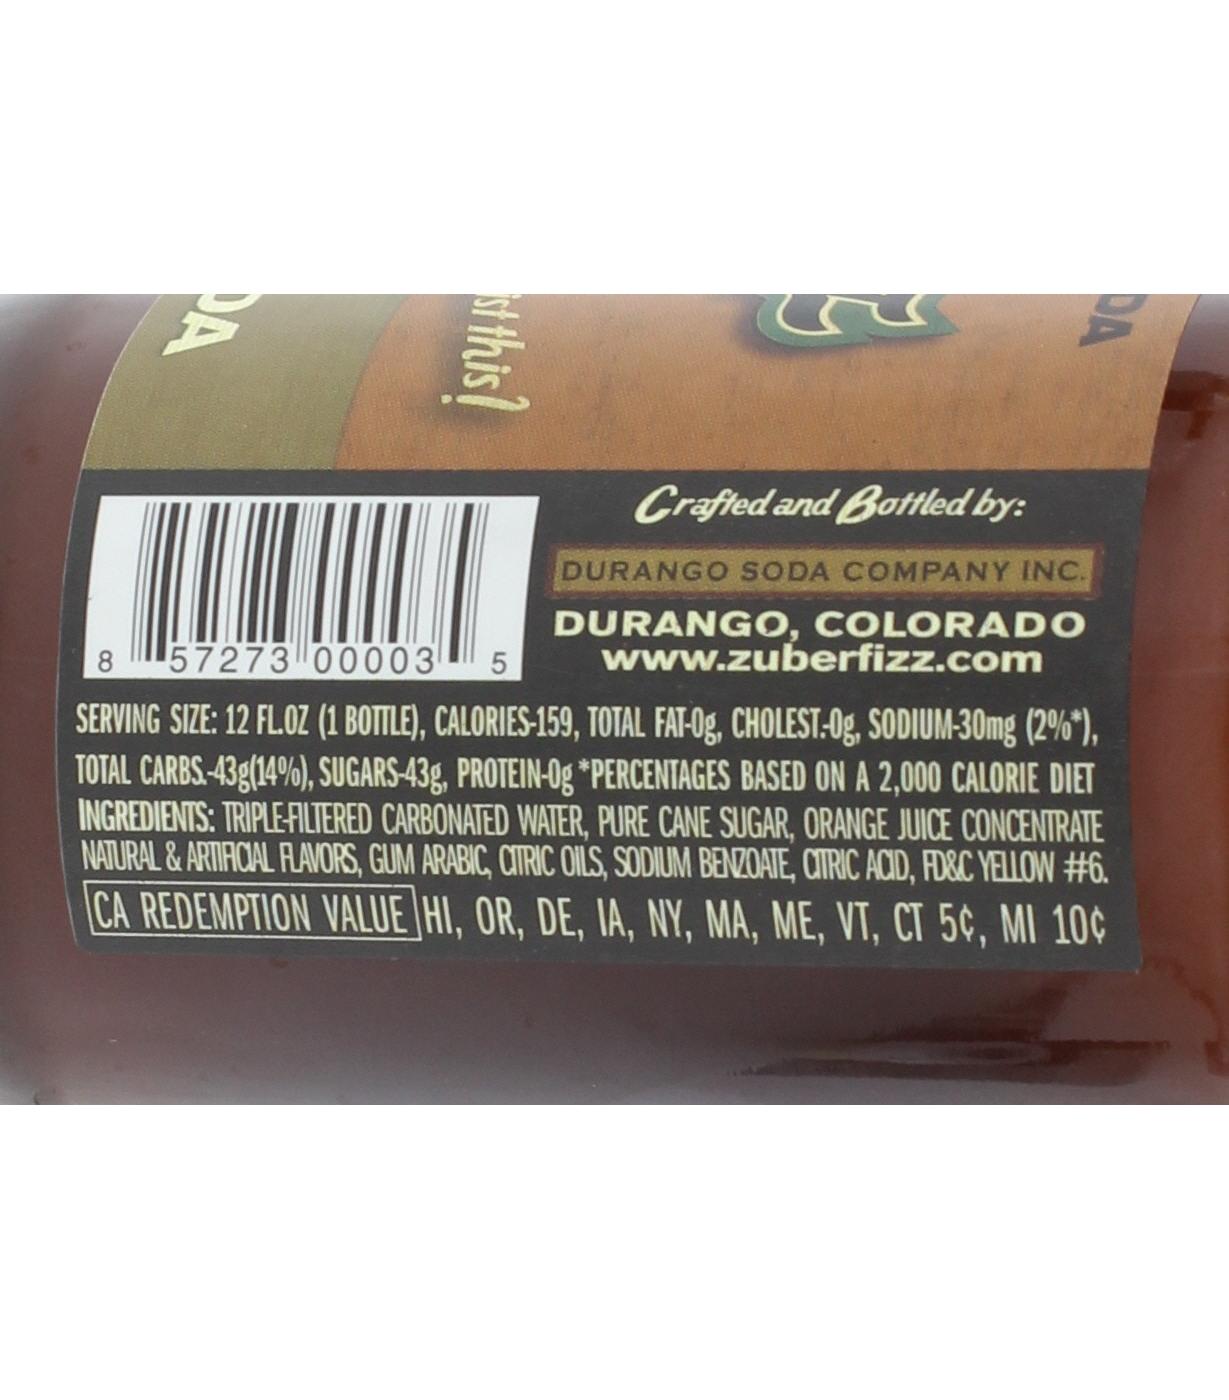 DA
ist this!
DA
Crafted and Bottled by:
DURANGO SODA COMPANY INC.
DURANGO, COLORADO
www.zuberfizz.com
8 57273 00003 5
SERVING SIZE: 12 FL.OZ (1 BOTTLE), CALORIES-159, TOTAL FAT-0g, CHOLEST.-0g, SODIUM-30mg (2%*),
TOTAL CARBS.-43g(14%), SUGARS-43g, PROTEIN-0g *PERCENTAGES BASED ON A 2,000 CALORIE DIET
INGREDIENTS: TRIPLE-FILTERED CARBONATED WATER, PURE CANE SUGAR, ORANGE JUICE CONCENTRATE
NATURAL & ARTIFICIAL FLAVORS, GUM ARABIC, CITRIC OILS, SODIUM BENZOATE, CITRIC ACID, FD&C YELLOW #6.
CA REDEMPTION VALUE HI, OR, DE, IA, NY, MA, ME, VT, CT 5¢, MI 10¢